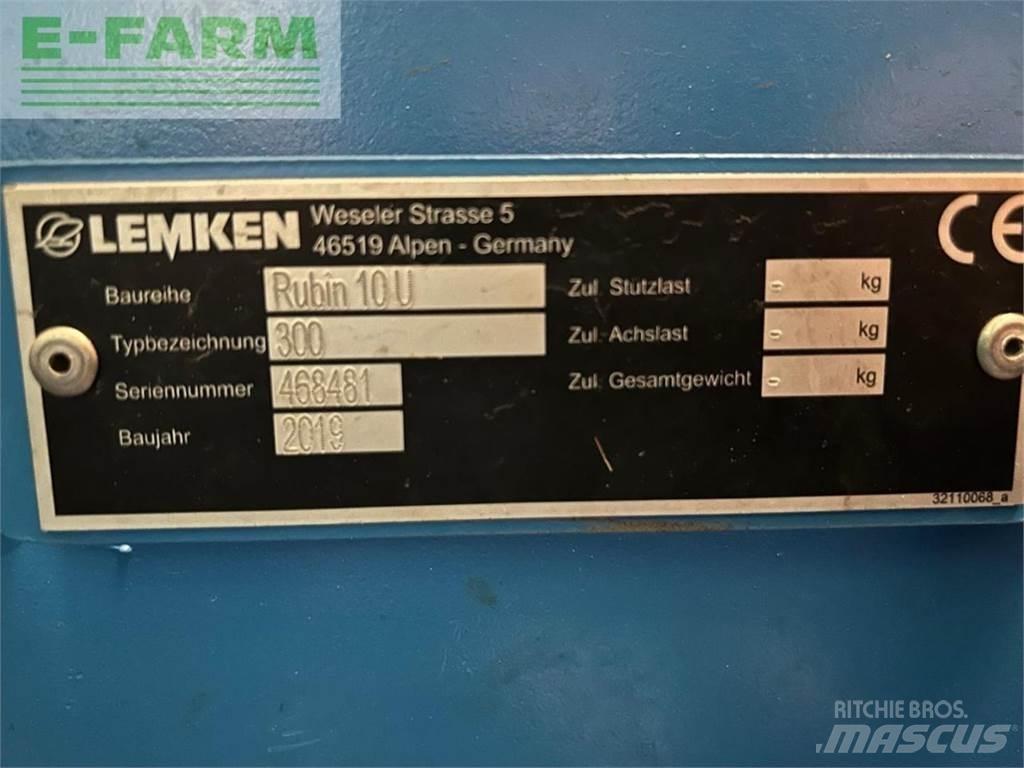 E-FARM
LEMKEN
Weseler Strasse 5
46519 Alpen - Germany
CE
Baureihe Rubin 10 U
Typbezeichnung 300
Seriennummer 468481
Baujahr 2019
Zul. Stützlast - kg
Zul. Achslast - kg
Zul. Gesamtgewicht - kg
32110068_a
RITCHIE BROS.
MASCUS